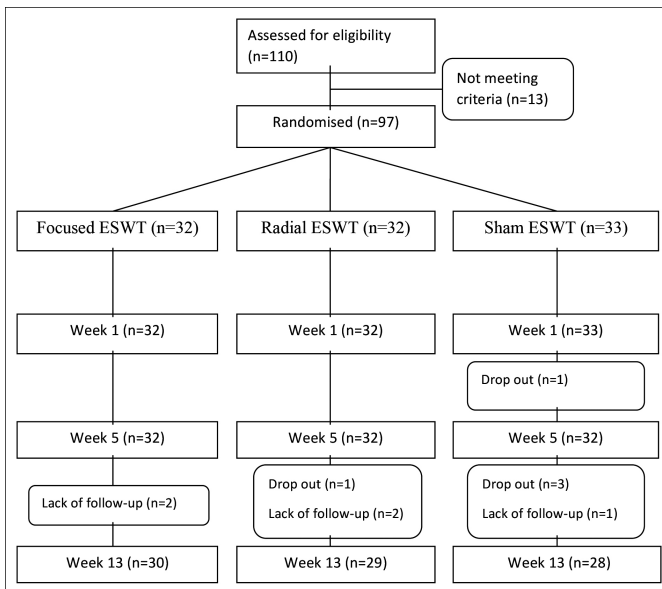 Assessed for eligibility
(n=110)
Not meeting
criteria (n=13)
Randomised (n=97)
Focused ESWT (n=32)
Radial ESWT (n=32)
Sham ESWT (n=33)
Week 1 (n=32)
Week 1 (n=32)
Week 1 (n=33)
Drop out (n=1)
Week 5 (n=32)
Week 5 (n=32)
Week 5 (n=32)
Lack of follow-up (n=2)
Drop out (n=1)
Lack of follow-up (n=2)
Drop out (n=3)
Lack of follow-up (n=1)
Week 13 (n=30)
Week 13 (n=29)
Week 13 (n=28)